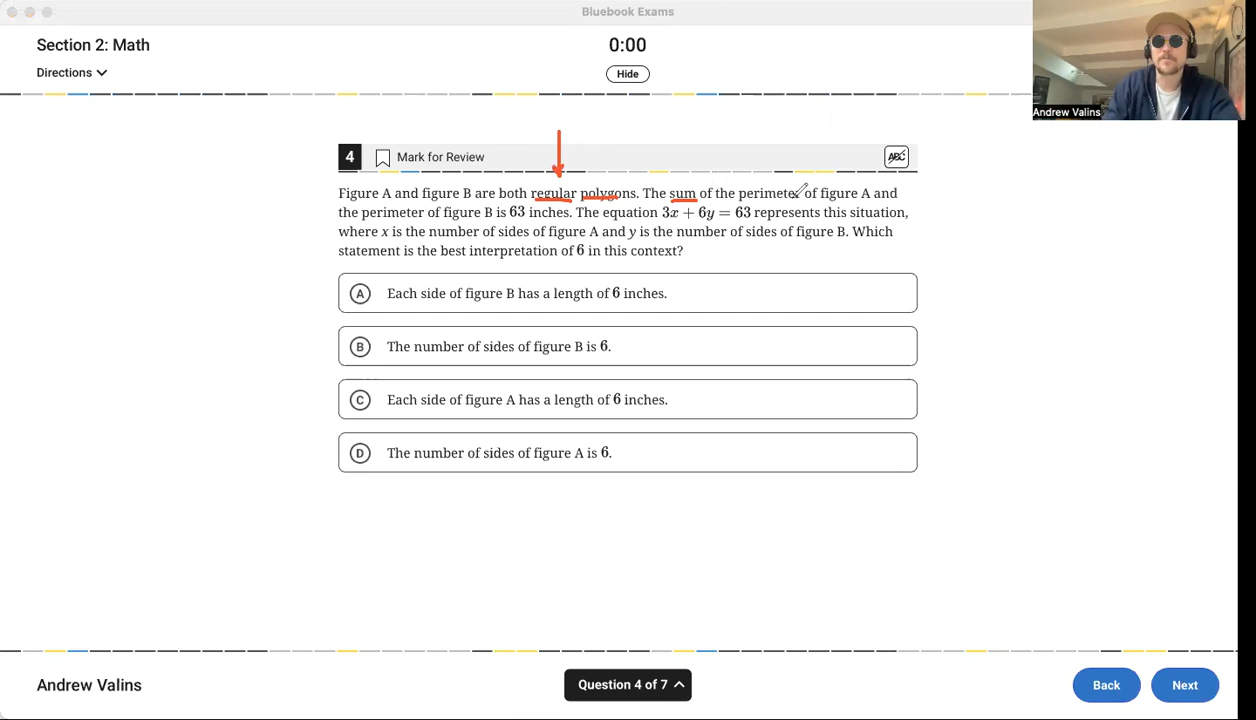 Bluebook Exams
Section 2: Math
0:00
Directions
Hide
Andrew Valins
4 Mark for Review ABC
Figure A and figure B are both regular polygons. The sum of the perimeter of figure A and
the perimeter of figure B is 63 inches. The equation 3x + 6y = 63 represents this situation,
where x is the number of sides of figure A and y is the number of sides of figure B. Which
statement is the best interpretation of 6 in this context?
A Each side of figure B has a length of 6 inches.
B The number of sides of figure B is 6.
C Each side of figure A has a length of 6 inches.
D The number of sides of figure A is 6.
Andrew Valins
Question 4 of 7
Back
Next